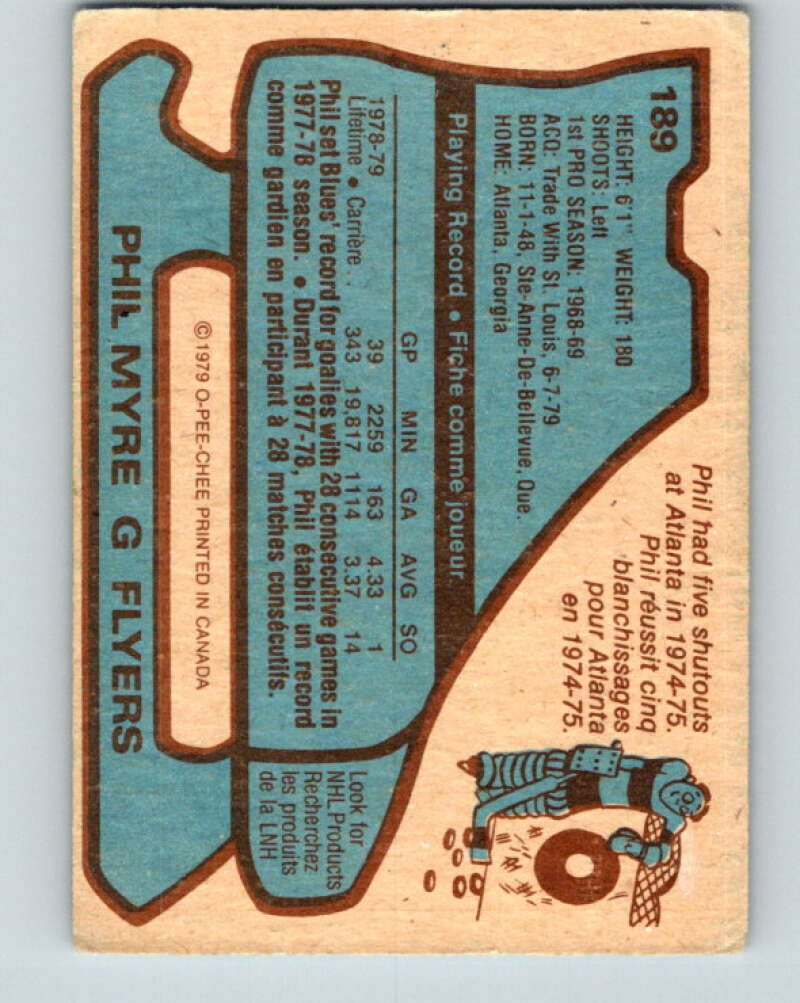 189
HEIGHT: 6'1" WEIGHT: 180
SHOOTS: Left
1st PRO SEASON: 1968-69
ACQ: Trade With St. Louis, 6-7-79
BORN: 11-1-48, Ste-Anne-De-Bellevue, Que.
HOME: Atlanta, Georgia
Phil had five shutouts
at Atlanta in 1974-75.
Phil réussit cinq
blanchissages
pour Atlanta
en 1974-75.
Playing Record • Fiche comme joueur
GP MIN GA AVG SO
1978-79 39 2259 163 4.33 1
Lifetime • Carrière . . 343 19,817 1114 3.37 14
Phil set Blues' record for goalies with 28 consecutive games in
1977-78 season. • Durant 1977-78, Phil établit un record
comme gardien en participant à 28 matches consécutifs.
Look for
NHL Products
Recherchez
les produits
de la LNH
©1979 O-PEE-CHEE PRINTED IN CANADA
PHIL MYRE G FLYERS